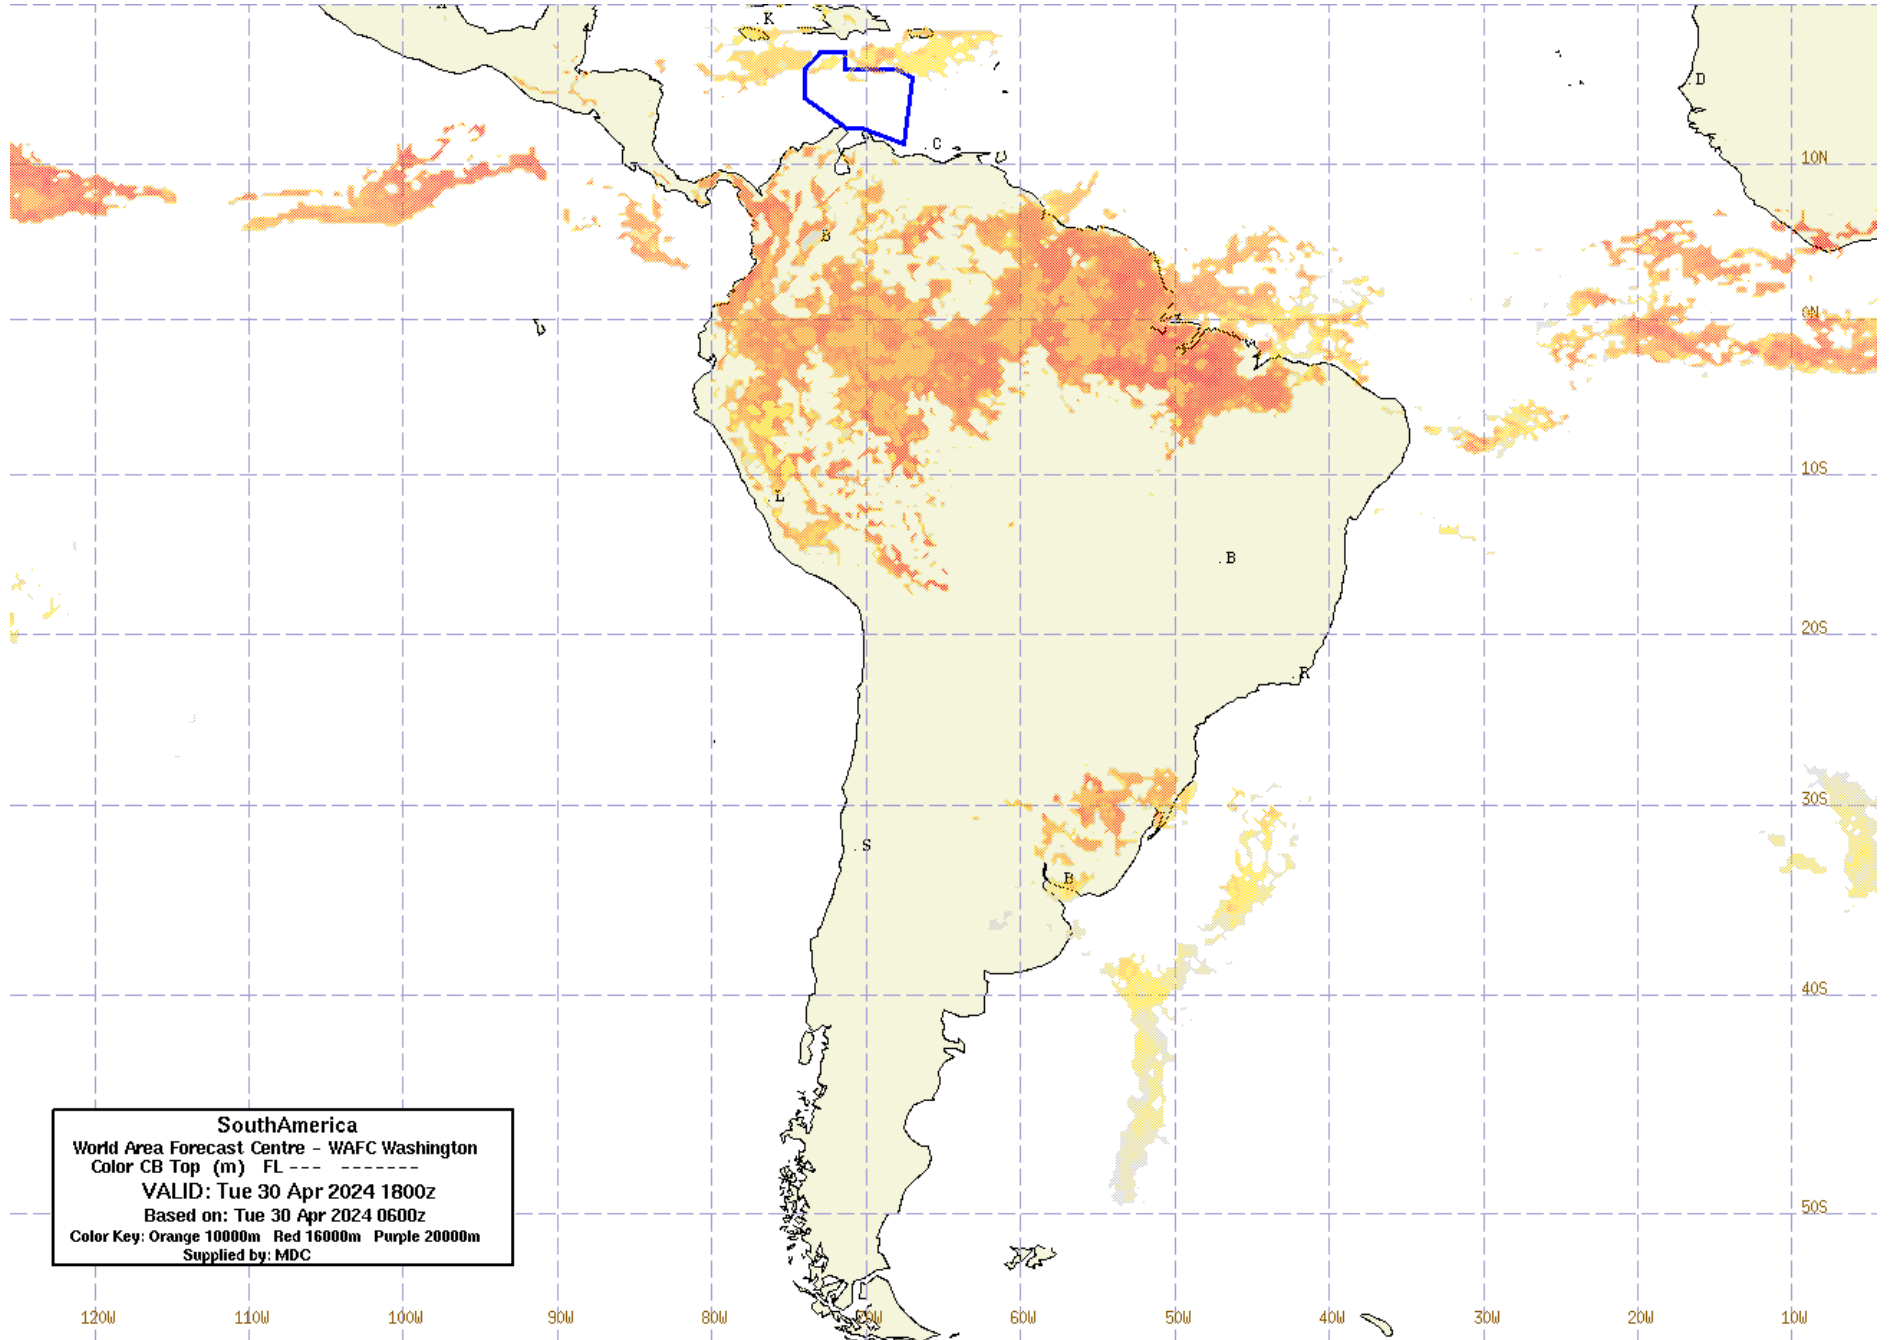 K
D
C
10N
B
0N
10S
L
B
20S
R
30S
S
B
40S
SouthAmerica
World Area Forecast Centre - WAFC Washington
Color CB Top (m) FL --- -------
VALID: Tue 30 Apr 2024 1800z
Based on: Tue 30 Apr 2024 0600z
Color Key: Orange 10000m Red 16000m Purple 20000m
Supplied by: MDC
50S
120W 110W 100W 90W 80W 70W 60W 50W 40W 30W 20W 10W